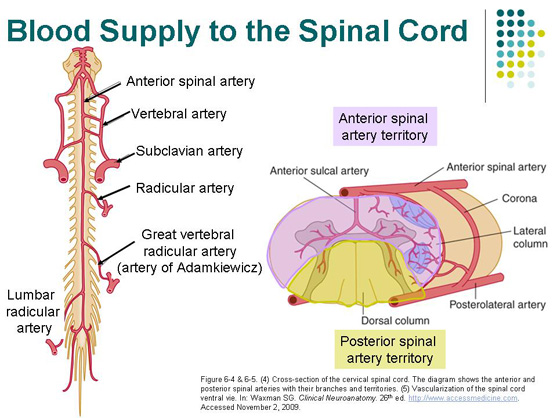 Blood Supply to the Spinal Cord
Anterior spinal artery
Vertebral artery
Subclavian artery
Radicular artery
Great vertebral
radicular artery
(artery of Adamkiewicz)
Lumbar
radicular
artery
Anterior spinal
artery territory
Anterior sulcal artery
Anterior spinal artery
Corona
Lateral
column
Posterolateral artery
Dorsal column
Posterior spinal
artery territory
Figure 6-4 & 6-5. (4) Cross-section of the cervical spinal cord. The diagram shows the anterior and
posterior spinal arteries with their branches and territories. (5) Vascularization of the spinal cord
ventral vie. In: Waxman SG. Clinical Neuroanatomy. 26th ed. http://www.accessmedicine.com.
Accessed November 2, 2009.